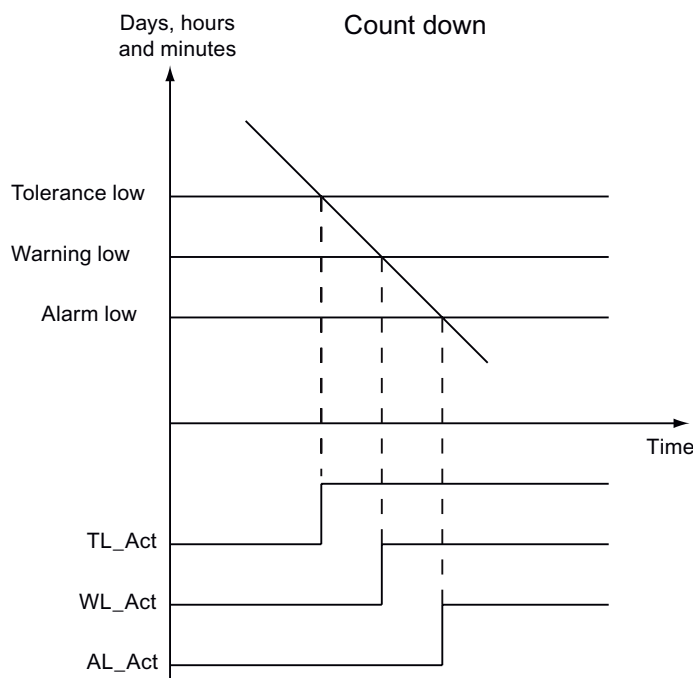 Days, hours
and minutes
Count down
Tolerance low
Warning low
Alarm low
Time
TL_Act
WL_Act
AL_Act